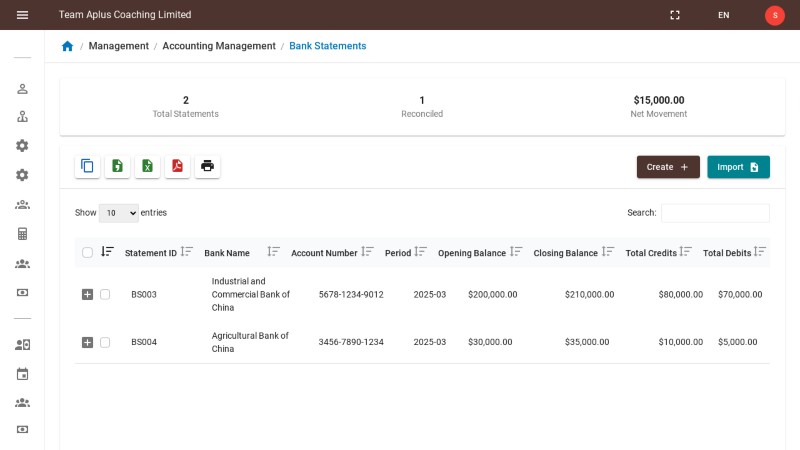 Team Aplus Coaching Limited
EN
S
/ Management / Accounting Management / Bank Statements
2
Total Statements
1
Reconciled
$15,000.00
Net Movement
Create +
Import
Show 10 entries
Search:
Statement ID Bank Name Account Number Period Opening Balance Closing Balance Total Credits Total Debits
BS003 Industrial and Commercial Bank of China 5678-1234-9012 2025-03 $200,000.00 $210,000.00 $80,000.00 $70,000.00
BS004 Agricultural Bank of China 3456-7890-1234 2025-03 $30,000.00 $35,000.00 $10,000.00 $5,000.00